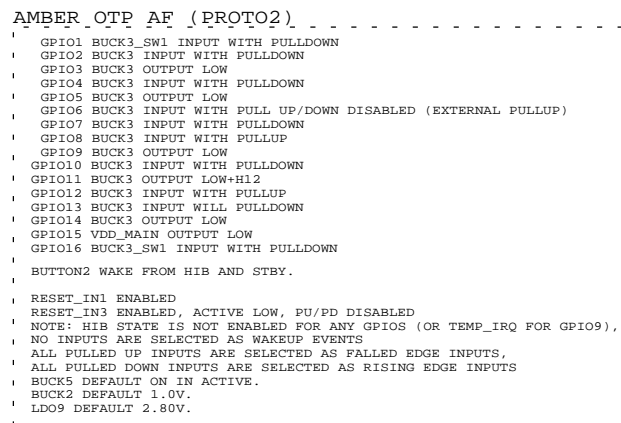 AMBER OTP AF (PROTO2)
GPIO1 BUCK3_SW1 INPUT WITH PULLDOWN
GPIO2 BUCK3 INPUT WITH PULLDOWN
GPIO3 BUCK3 OUTPUT LOW
GPIO4 BUCK3 INPUT WITH PULLDOWN
GPIO5 BUCK3 OUTPUT LOW
GPIO6 BUCK3 INPUT WITH PULL UP/DOWN DISABLED (EXTERNAL PULLUP)
GPIO7 BUCK3 INPUT WITH PULLDOWN
GPIO8 BUCK3 INPUT WITH PULLUP
GPIO9 BUCK3 OUTPUT LOW
GPIO10 BUCK3 INPUT WITH PULLDOWN
GPIO11 BUCK3 OUTPUT LOW+H12
GPIO12 BUCK3 INPUT WITH PULLUP
GPIO13 BUCK3 INPUT WILL PULLDOWN
GPIO14 BUCK3 OUTPUT LOW
GPIO15 VDD_MAIN OUTPUT LOW
GPIO16 BUCK3_SW1 INPUT WITH PULLDOWN
BUTTON2 WAKE FROM HIB AND STBY.
RESET_IN1 ENABLED
RESET_IN3 ENABLED, ACTIVE LOW, PU/PD DISABLED
NOTE: HIB STATE IS NOT ENABLED FOR ANY GPIOS (OR TEMP_IRQ FOR GPIO9),
NO INPUTS ARE SELECTED AS WAKEUP EVENTS
ALL PULLED UP INPUTS ARE SELECTED AS FALLED EDGE INPUTS,
ALL PULLED DOWN INPUTS ARE SELECTED AS RISING EDGE INPUTS
BUCK5 DEFAULT ON IN ACTIVE.
BUCK2 DEFAULT 1.0V.
LDO9 DEFAULT 2.80V.